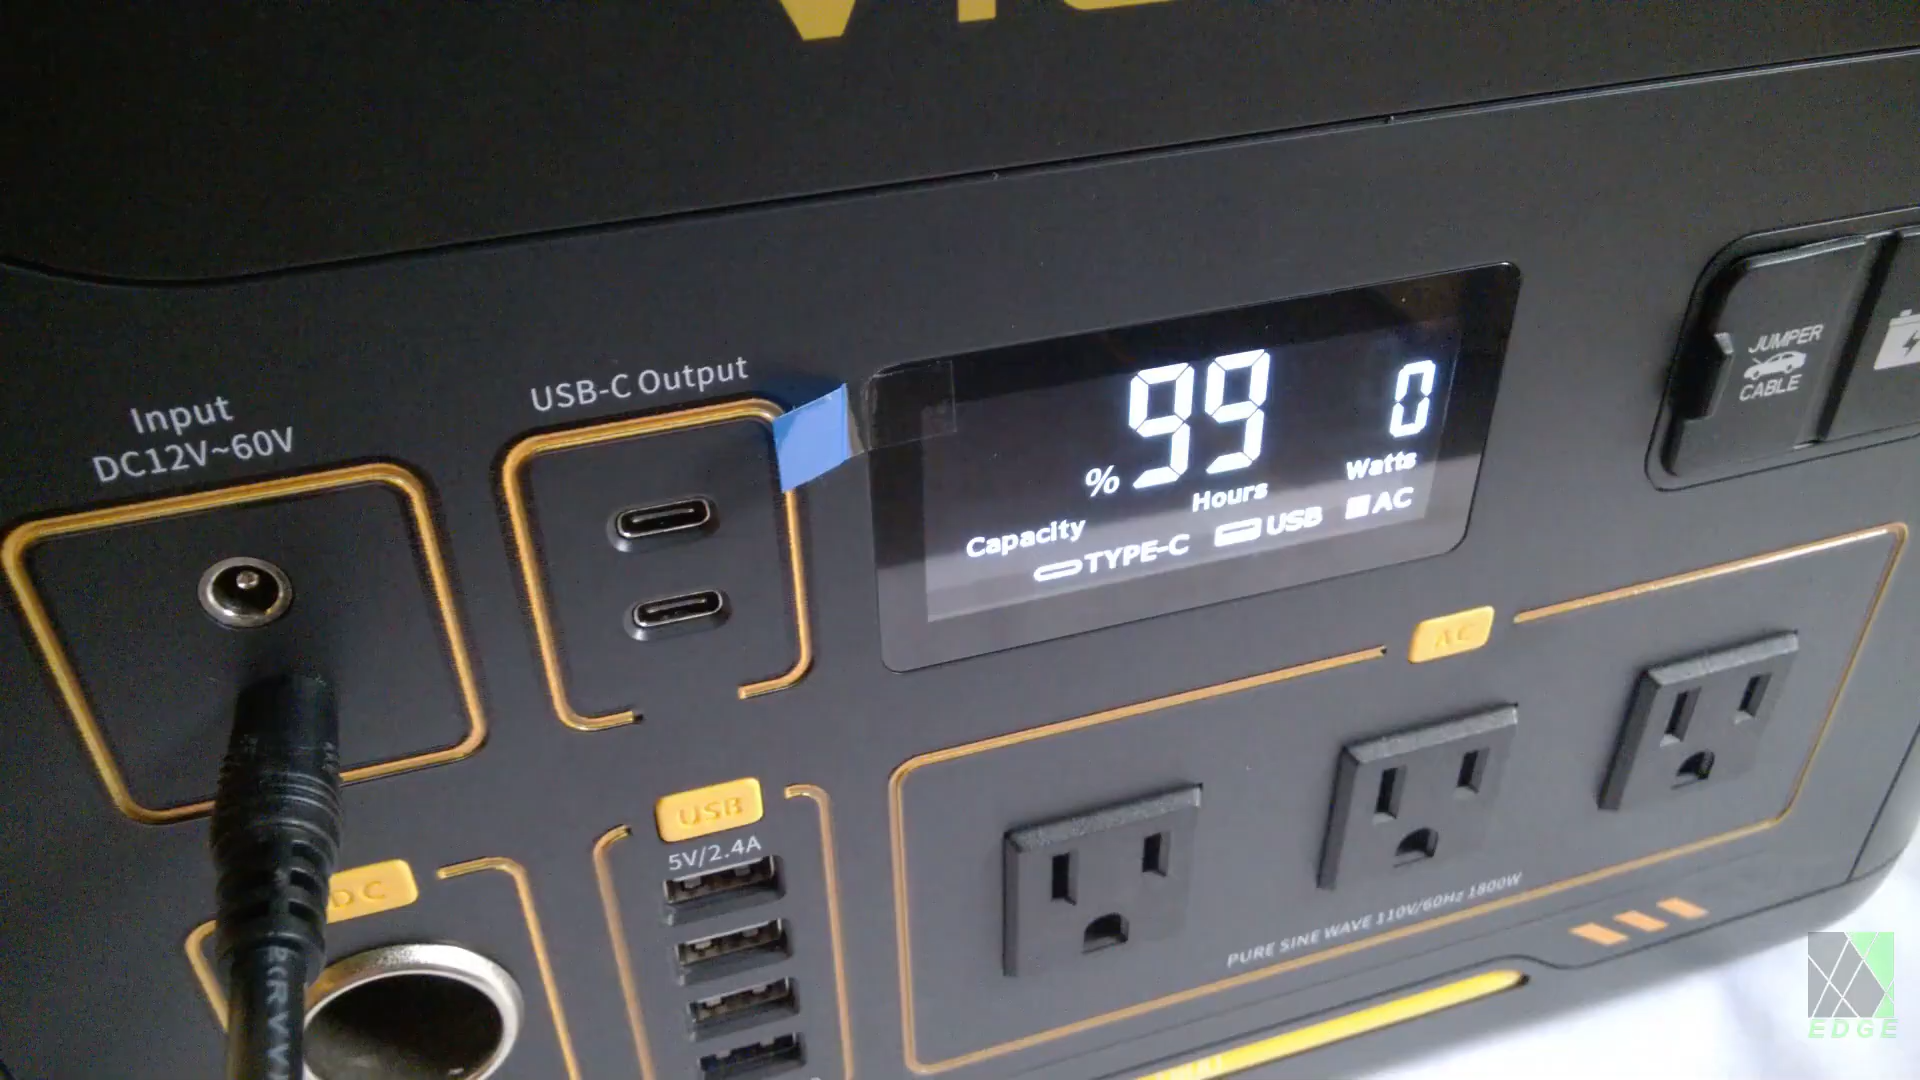 Input
DC12V~60V
USB-C Output
99
0
%
Hours
Watts
Capacity
TYPE-C
USB
AC
JUMPER
CABLE
AC
USB
5V/2.4A
DC
PURE SINE WAVE 110V/60Hz 1800W
EDGE